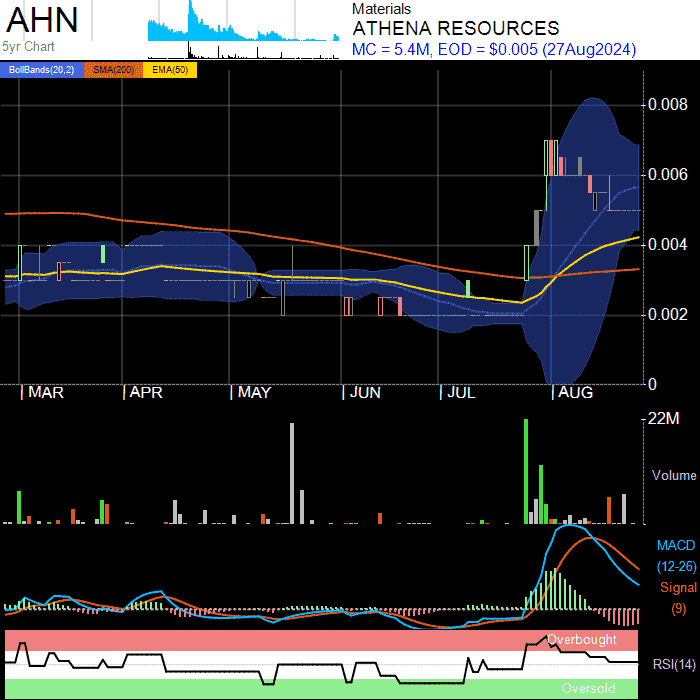 AHN
5yr Chart
Materials
ATHENA RESOURCES
MC = 5.4M, EOD = $0.005 (27Aug2024)
BollBands(20,2) SMA(200) EMA(50)
0.008
0.006
0.004
0.002
0
MAR APR MAY JUN JUL AUG
22M
Volume
MACD
(12-26)
Signal
(9)
Overbought
RSI(14)
Oversold